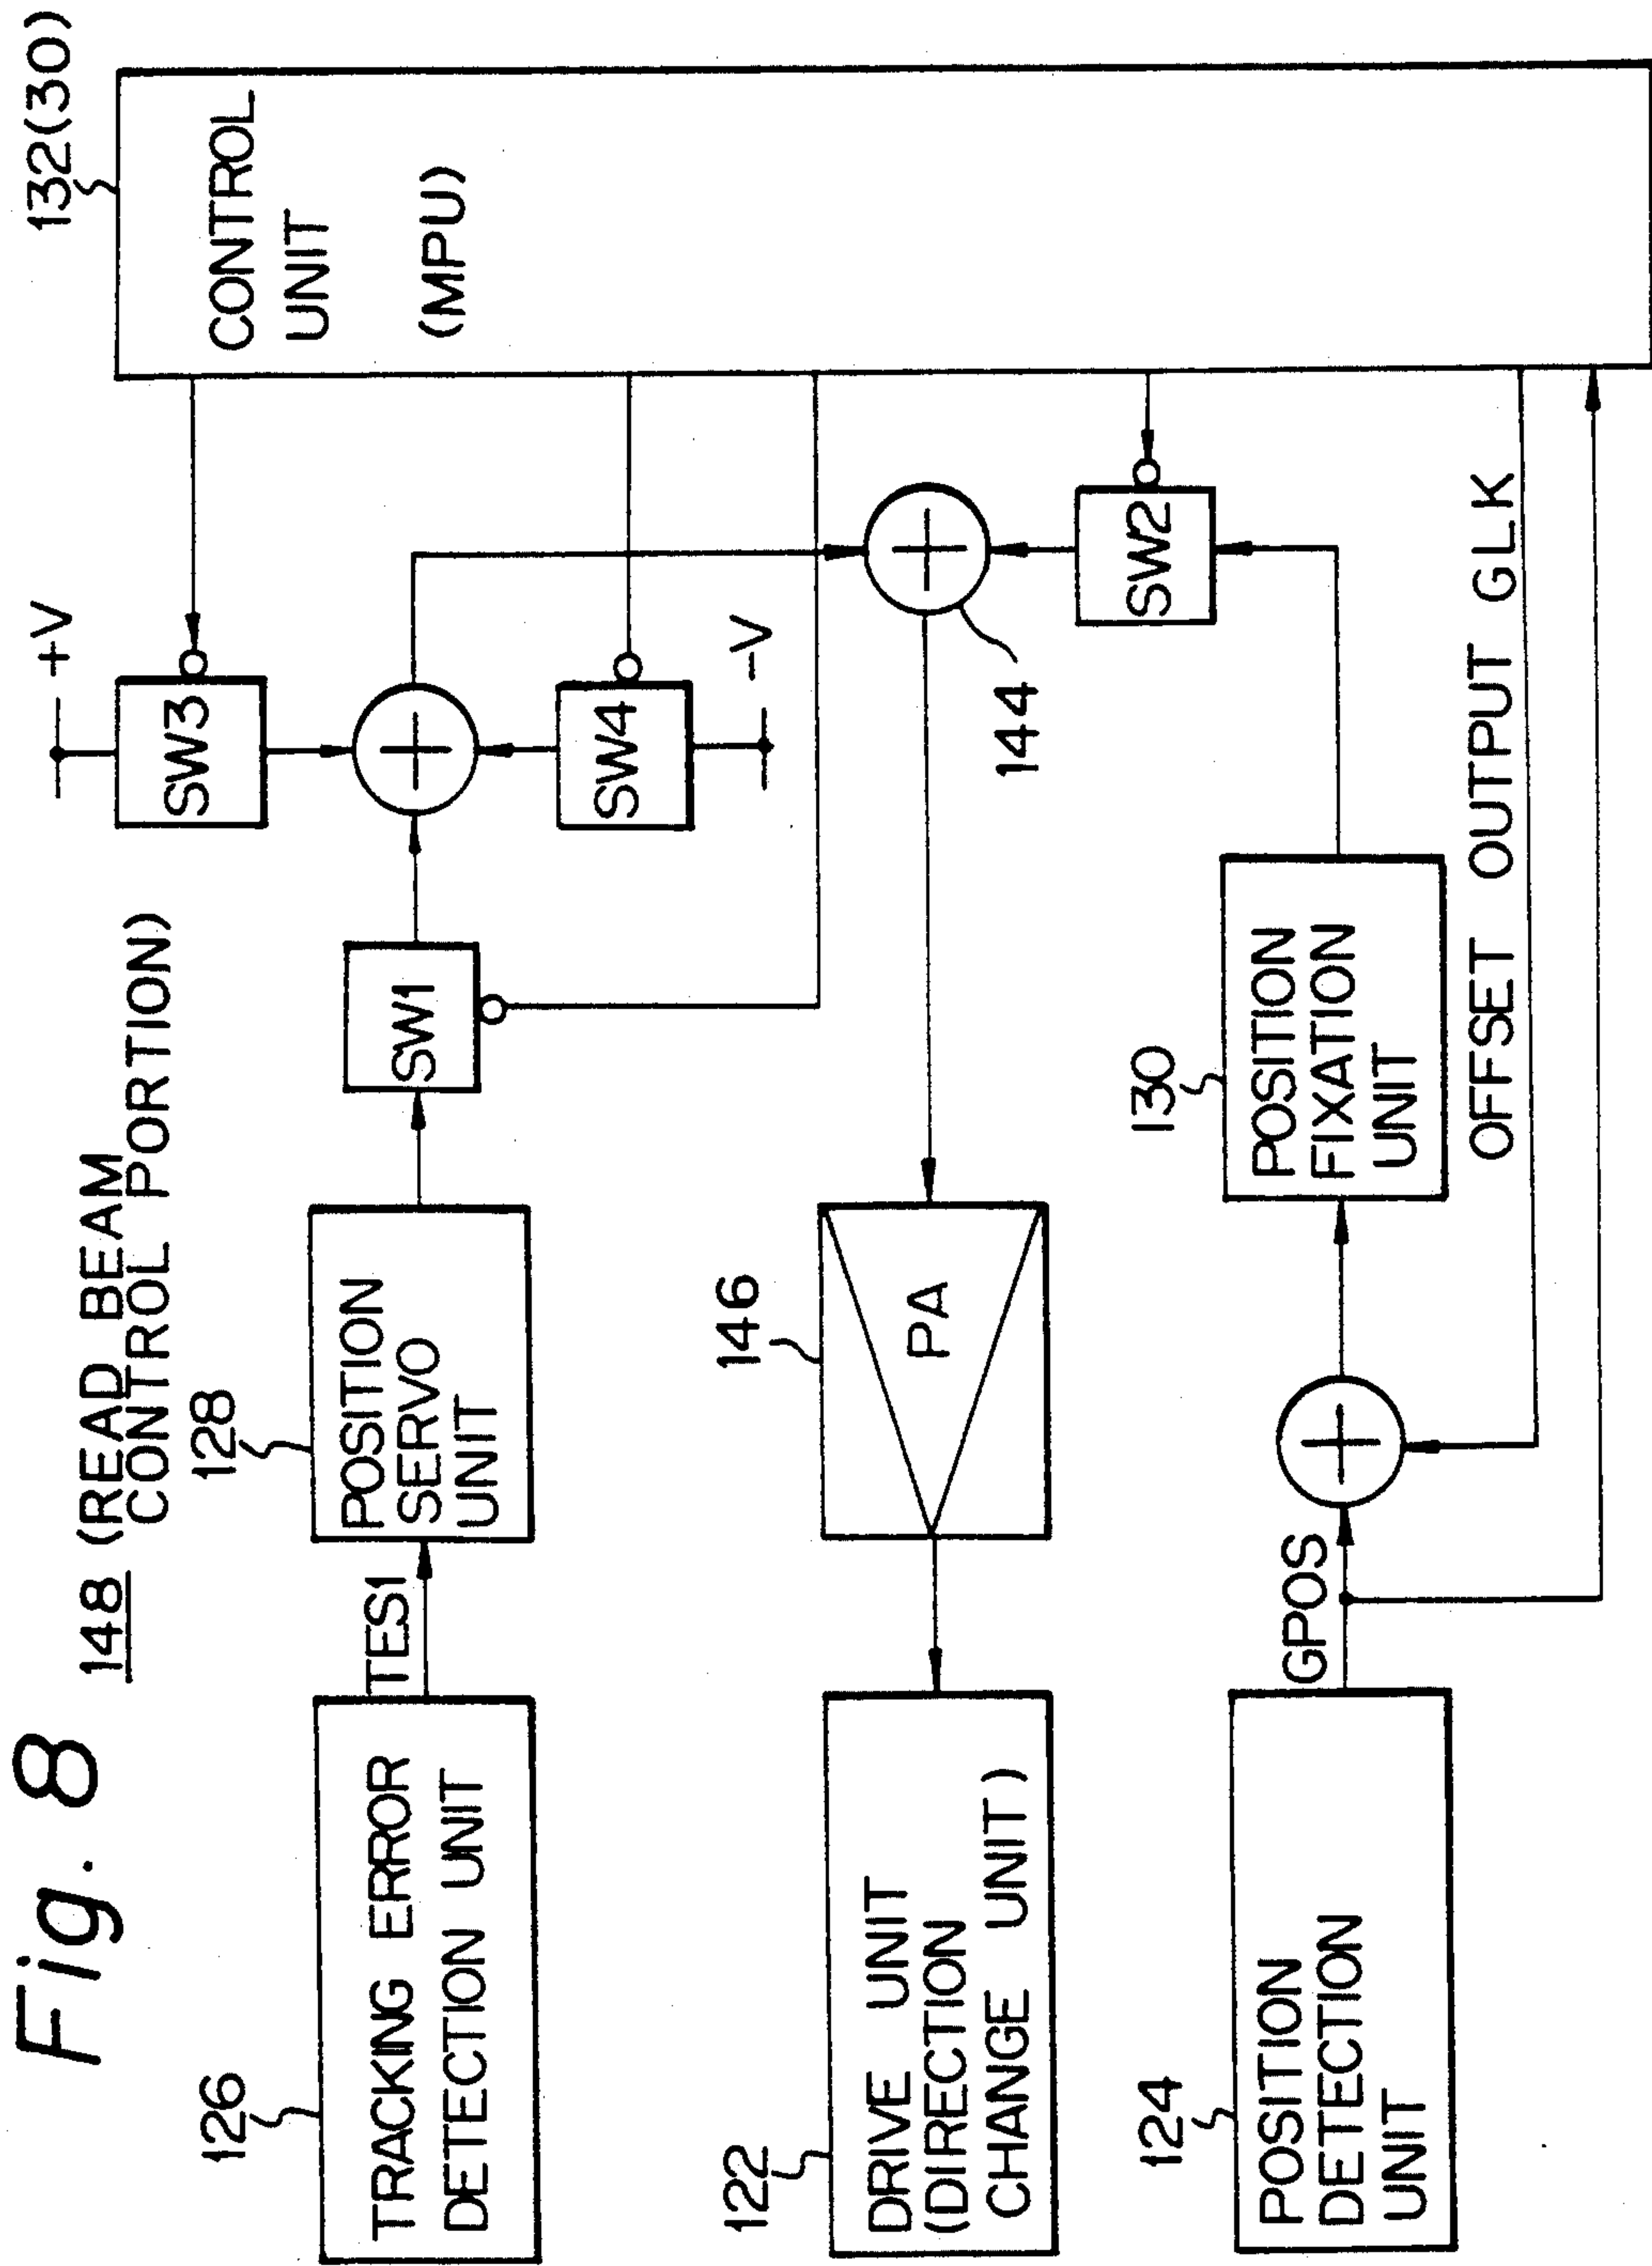 Fig. 8
148 (READ BEAM
CONTROL PORTION)
132(30)
126
TRACKING ERROR
DETECTION UNIT
TES1
128
POSITION
SERVO
UNIT
SW1
SW3
+V
SW4
-V
CONTROL
UNIT
(MPU)
122
DRIVE UNIT
(DIRECTION
CHANGE UNIT)
146
PA
144
SW2
124
POSITION
DETECTION
UNIT
GPOS
130
POSITION
FIXATION
UNIT
OFFSET OUTPUT GLK